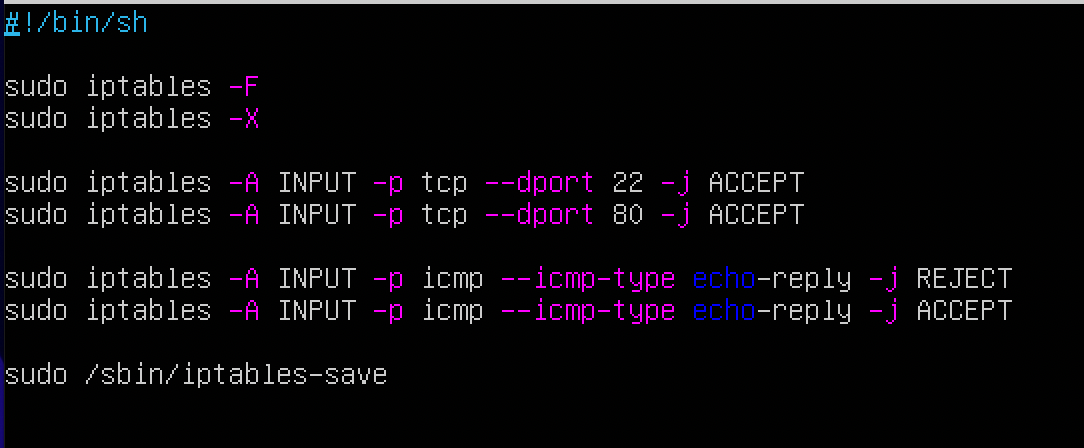 #!/bin/sh
sudo iptables -F
sudo iptables -X
sudo iptables -A INPUT -p tcp --dport 22 -j ACCEPT
sudo iptables -A INPUT -p tcp --dport 80 -j ACCEPT
sudo iptables -A INPUT -p icmp --icmp-type echo-reply -j REJECT
sudo iptables -A INPUT -p icmp --icmp-type echo-reply -j ACCEPT
sudo /sbin/iptables-save